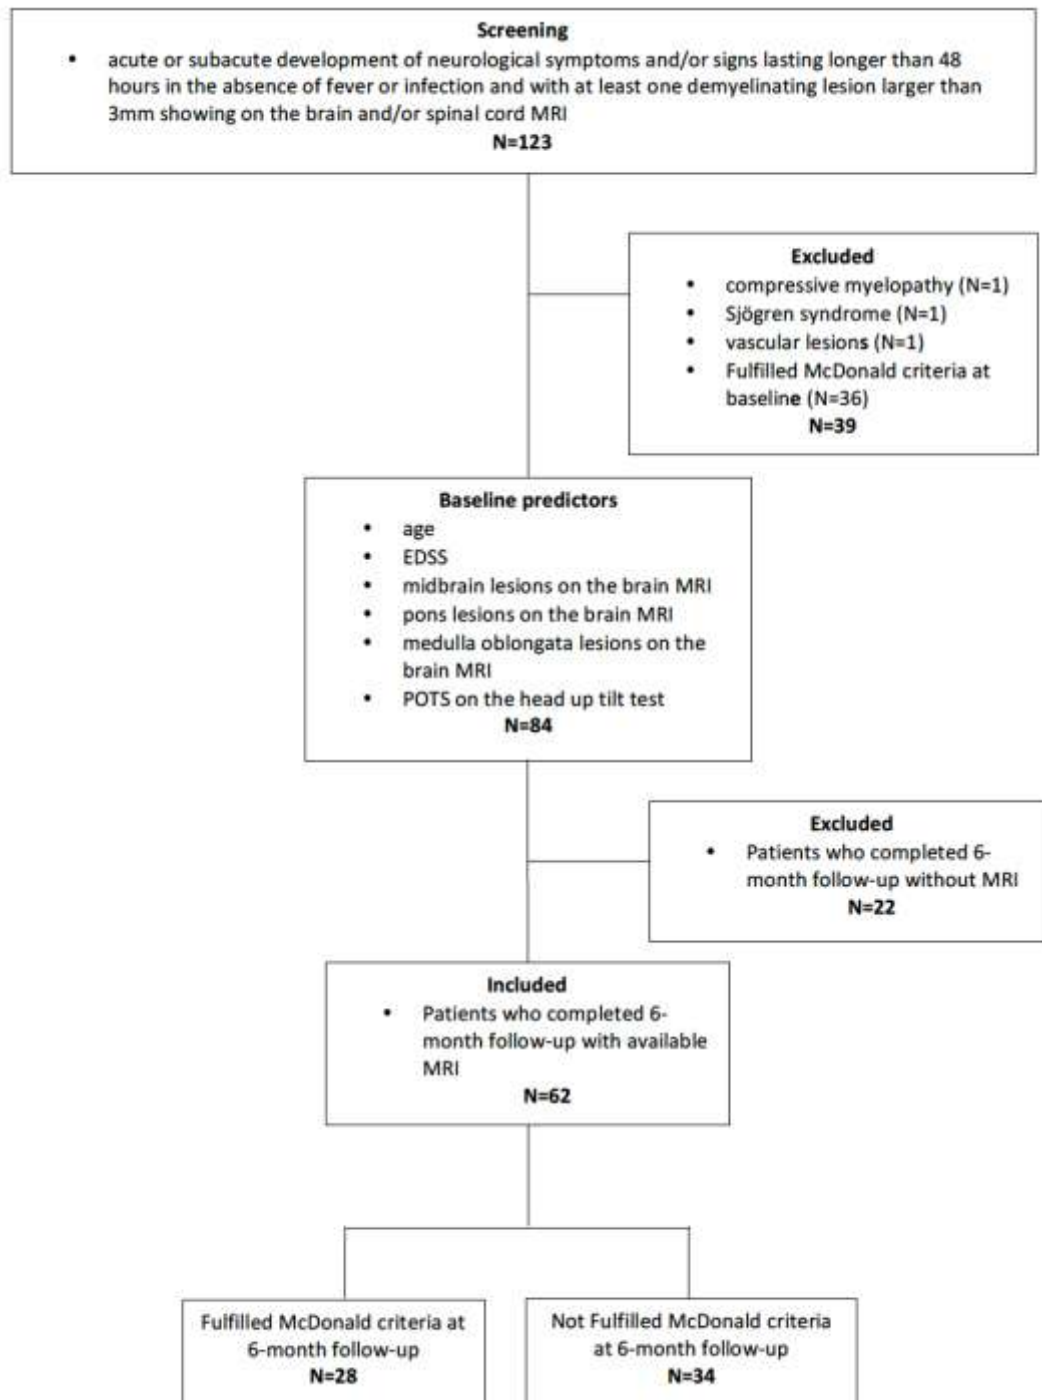 Screening
• acute or subacute development of neurological symptoms and/or signs lasting longer than 48
hours in the absence of fever or infection and with at least one demyelinating lesion larger than
3mm showing on the brain and/or spinal cord MRI
N=123
Excluded
• compressive myelopathy (N=1)
• Sjögren syndrome (N=1)
• vascular lesions (N=1)
• Fulfilled McDonald criteria at
baseline (N=36)
N=39
Baseline predictors
• age
• EDSS
• midbrain lesions on the brain MRI
• pons lesions on the brain MRI
• medulla oblongata lesions on the
brain MRI
• POTS on the head up tilt test
N=84
Excluded
• Patients who completed 6-
month follow-up without MRI
N=22
Included
• Patients who completed 6-
month follow-up with available
MRI
N=62
Fulfilled McDonald criteria at
6-month follow-up
N=28
Not Fulfilled McDonald criteria
at 6-month follow-up
N=34